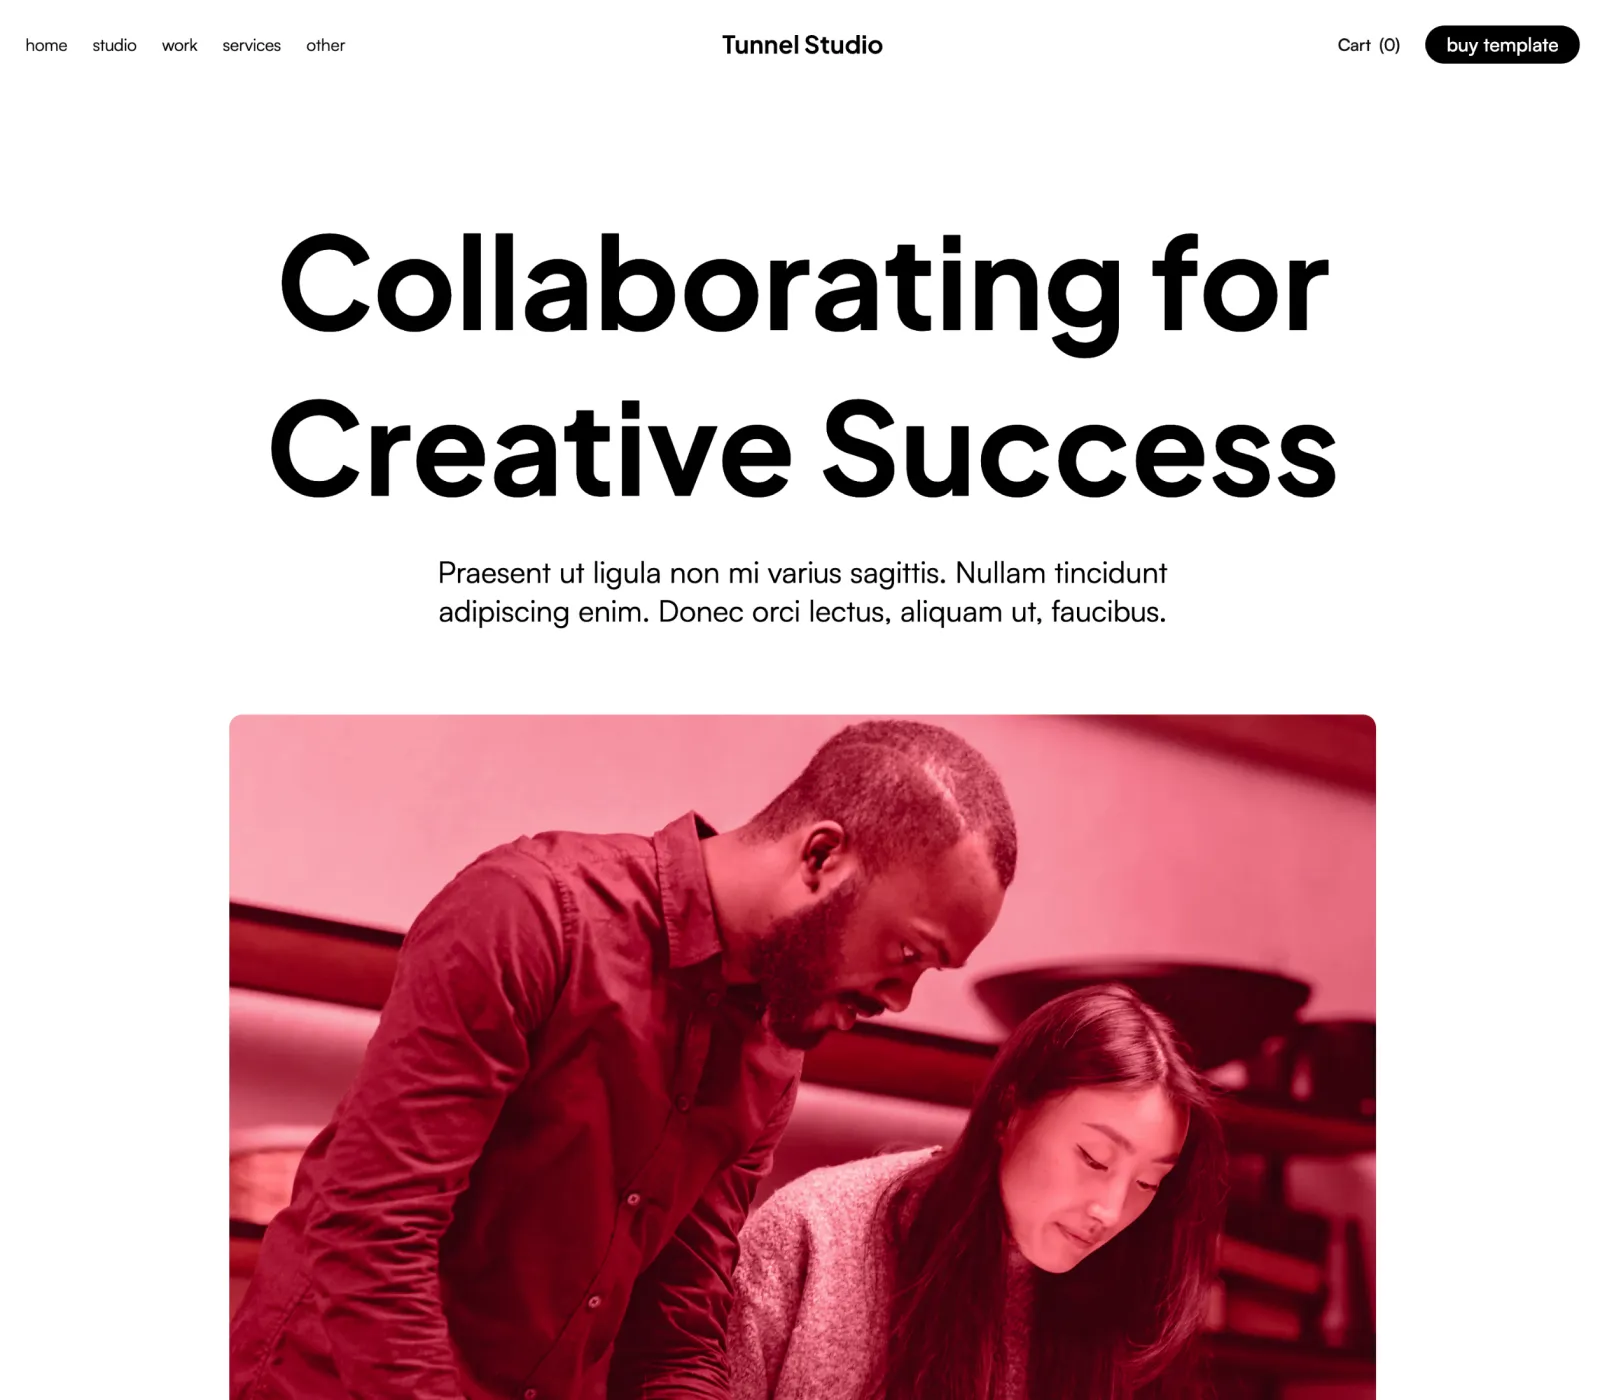 home studio work services other Tunnel Studio Cart (0) buy template
Collaborating for
Creative Success
Praesent ut ligula non mi varius sagittis. Nullam tincidunt
adipiscing enim. Donec orci lectus, aliquam ut, faucibus.